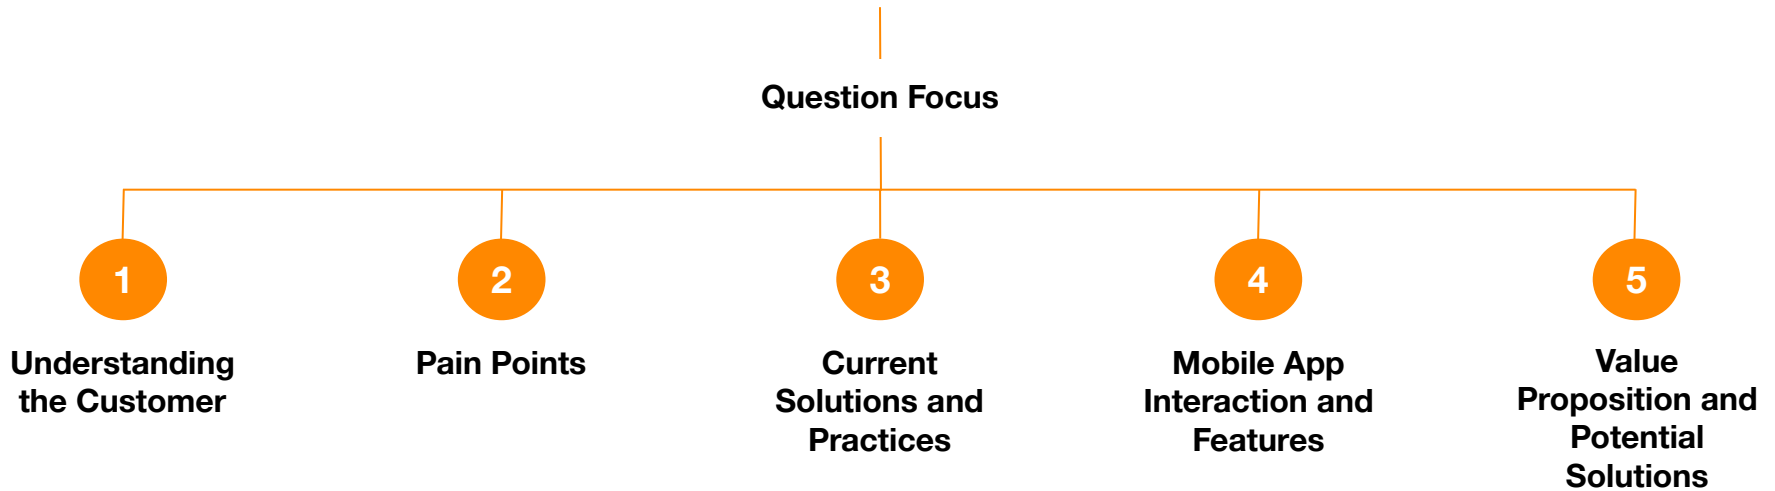 Question Focus
1
2
3
4
5
Understanding
the Customer
Pain Points
Current
Solutions and
Practices
Mobile App
Interaction and
Features
Value
Proposition and
Potential
Solutions